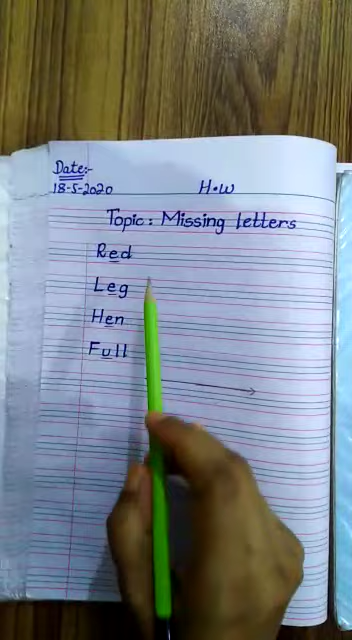 Date:-
18-5-2020 H.W
Topic: Missing letters
Red
Leg
Hen
Full